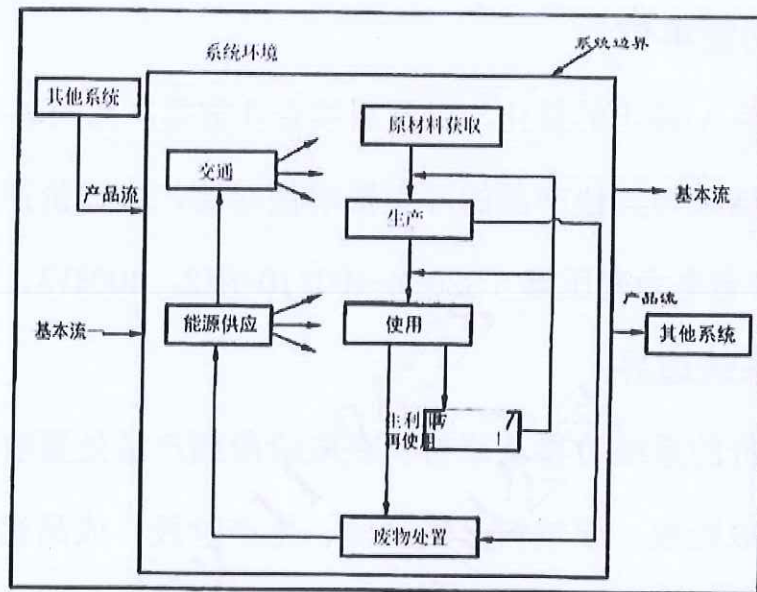 系统环境
系统边界
其他系统
原材料获取
交通
产品流
基本流
生产
产品流
基本流
能源供应
使用
其他系统
再使用
废物处置